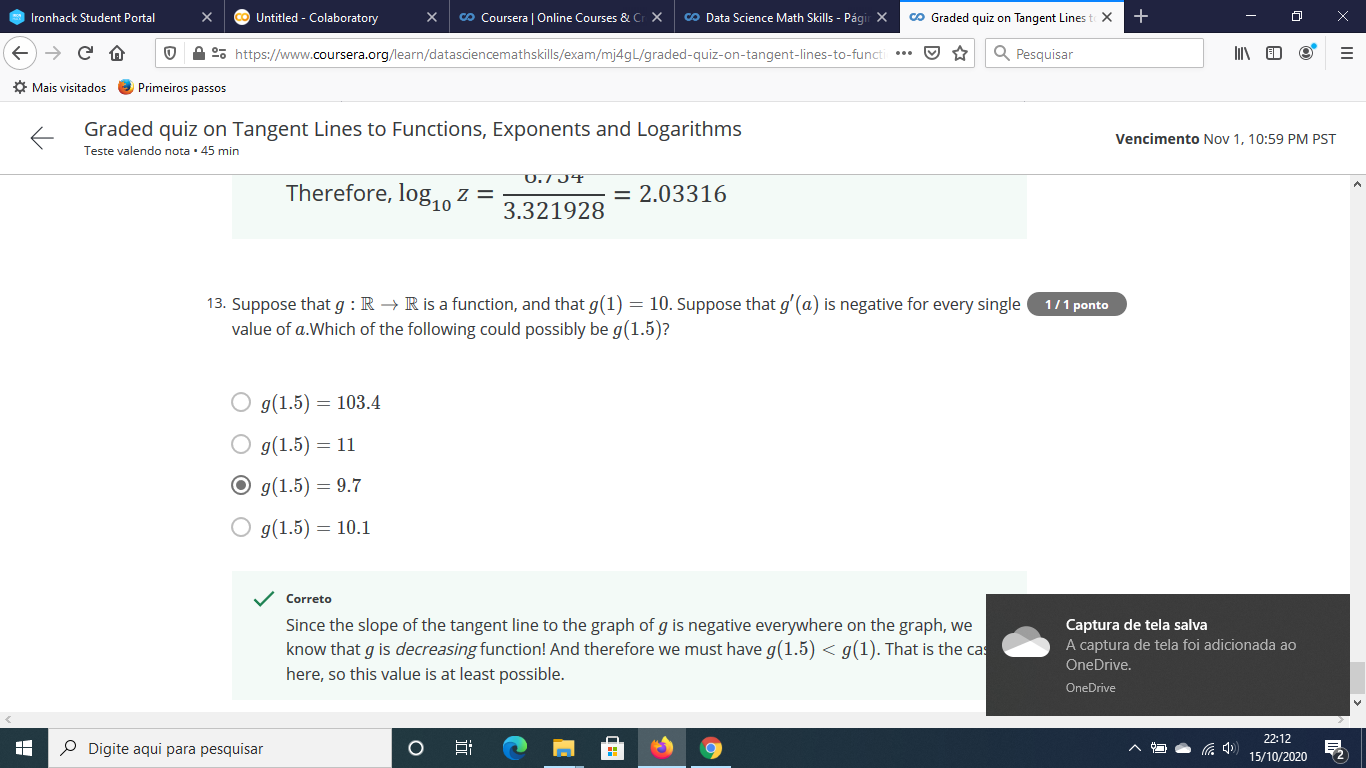 Ironhack Student Portal
Untitled - Colaboratory
Coursera | Online Courses & Cr
Data Science Math Skills - Pági
Graded quiz on Tangent Lines t
https://www.coursera.org/learn/datasciencemathskills/exam/mj4gL/graded-quiz-on-tangent-lines-to-functi
Pesquisar
Mais visitados
Primeiros passos
Graded quiz on Tangent Lines to Functions, Exponents and Logarithms
Teste valendo nota • 45 min
Vencimento Nov 1, 10:59 PM PST
Therefore, log₁₀ z = 6.754/3.321928 = 2.03316
13. Suppose that g : ℝ → ℝ is a function, and that g(1) = 10. Suppose that g′(a) is negative for every single
1 / 1 ponto
value of a.Which of the following could possibly be g(1.5)?
g(1.5) = 103.4
g(1.5) = 11
g(1.5) = 9.7
g(1.5) = 10.1
Correto
Since the slope of the tangent line to the graph of g is negative everywhere on the graph, we
know that g is decreasing function! And therefore we must have g(1.5) < g(1). That is the cas
here, so this value is at least possible.
Captura de tela salva
A captura de tela foi adicionada ao
OneDrive.
OneDrive
Digite aqui para pesquisar
22:12
15/10/2020
2